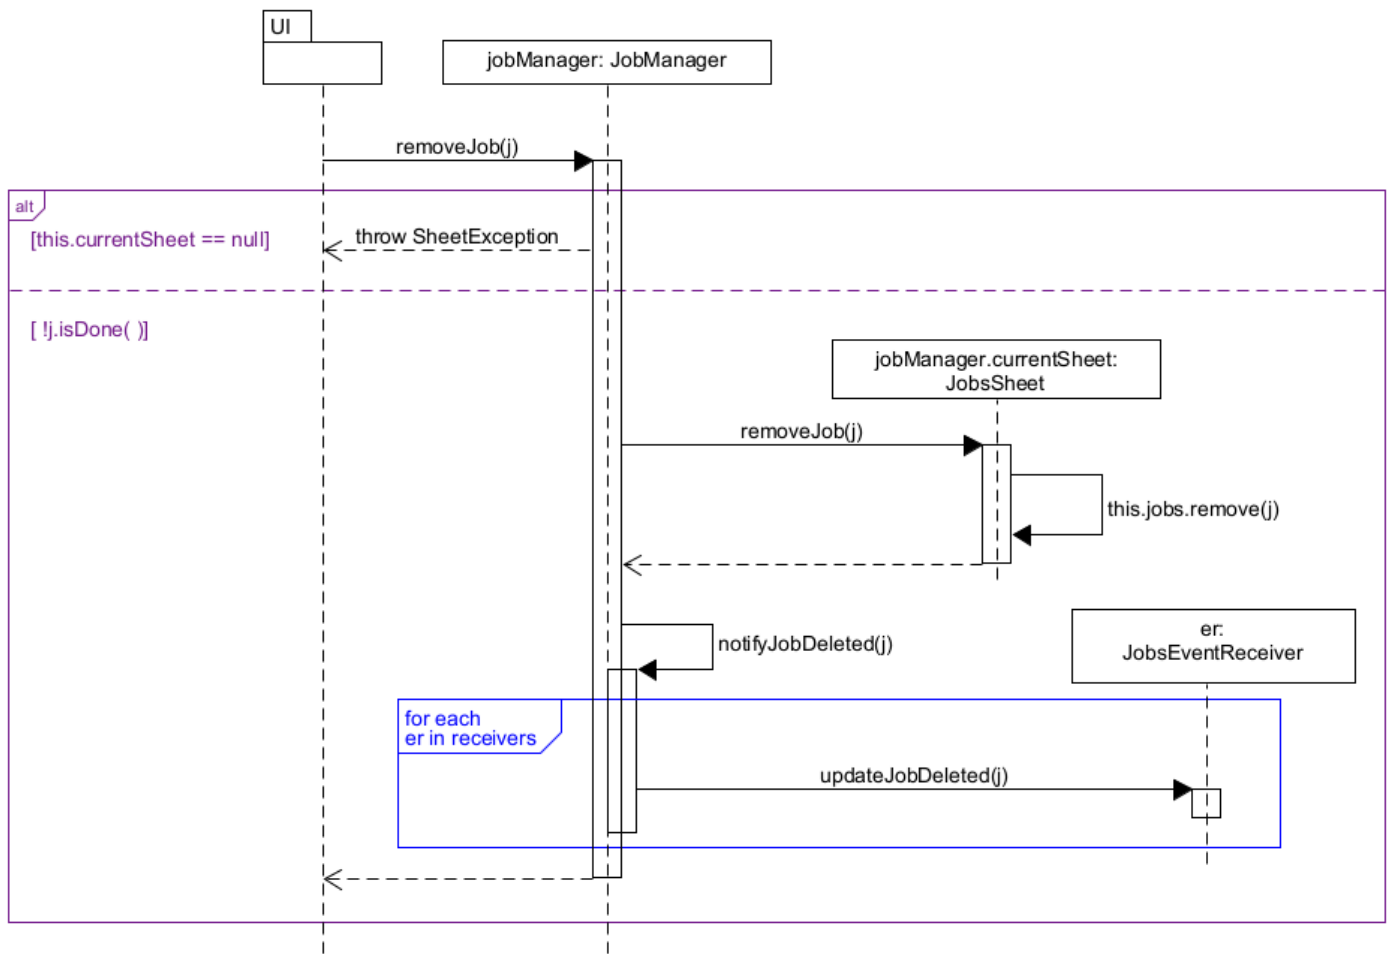 UI
jobManager: JobManager
removeJob(j)
alt
[this.currentSheet == null]
throw SheetException
[ !j.isDone( )]
jobManager.currentSheet:
JobsSheet
removeJob(j)
this.jobs.remove(j)
notifyJobDeleted(j)
er:
JobsEventReceiver
for each
er in receivers
updateJobDeleted(j)